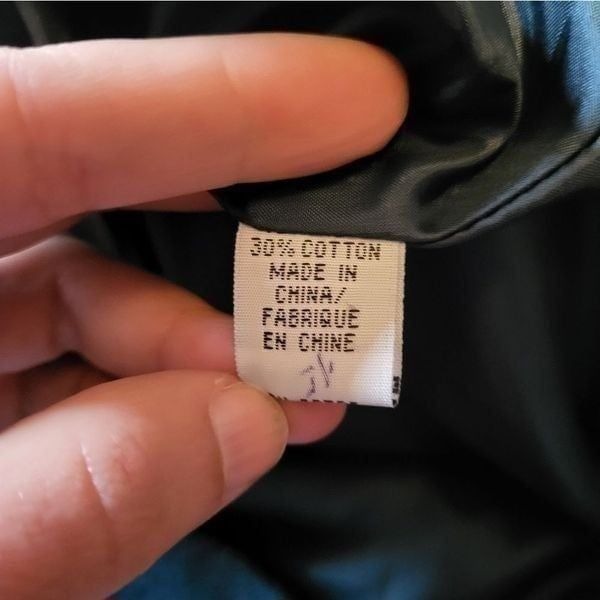 30% COTTON
MADE IN
CHINA/
FABRIQUE
EN CHINE